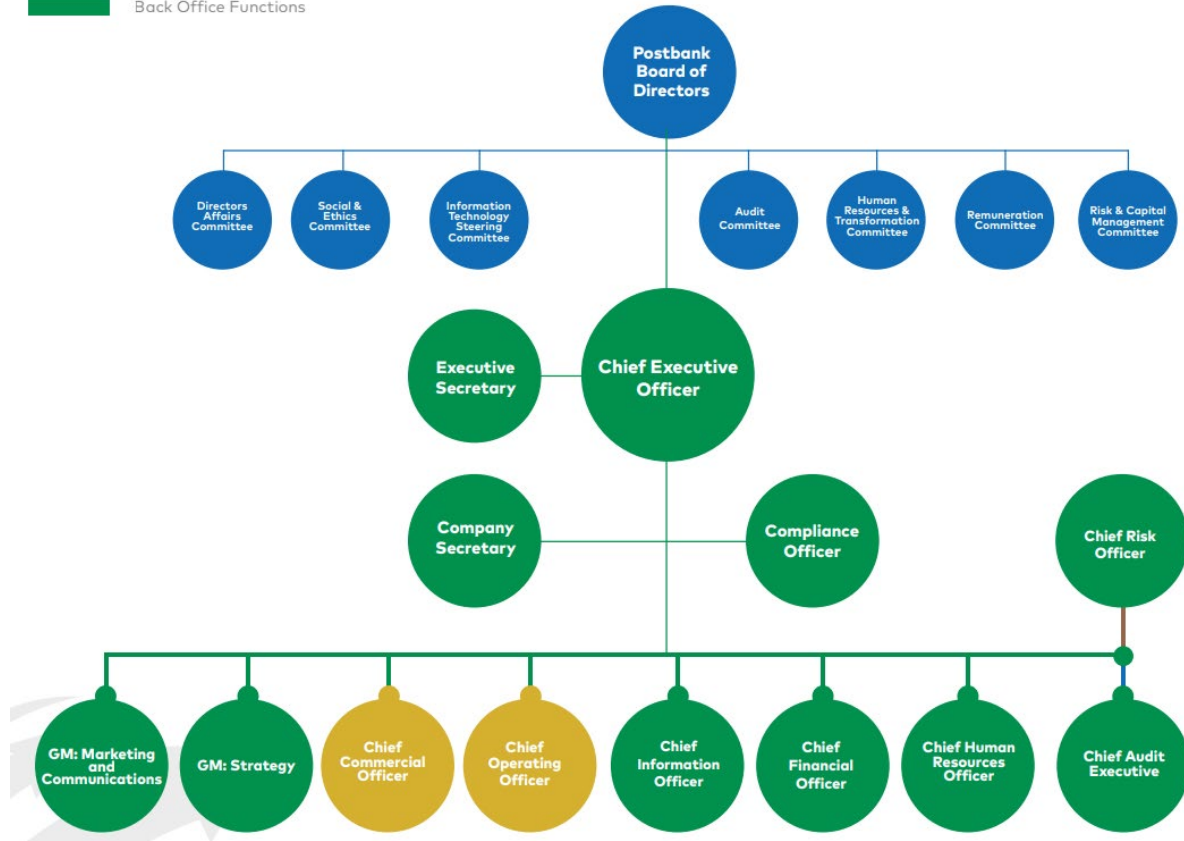 Back Office Functions
Postbank
Board of
Directors
Directors
Affairs
Committee
Social &
Ethics
Committee
Information
Technology
Steering
Committee
Audit
Committee
Human
Resources &
Transformation
Committee
Remuneration
Committee
Risk & Capital
Management
Committee
Executive
Secretary
Chief Executive
Officer
Company
Secretary
Compliance
Officer
Chief Risk
Officer
GM: Marketing
and
Communications
GM: Strategy
Chief
Commercial
Officer
Chief
Operating
Officer
Chief
Information
Officer
Chief
Financial
Officer
Chief Human
Resources
Officer
Chief Audit
Executive